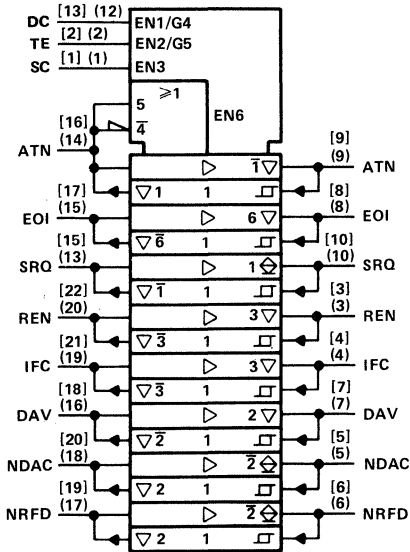 DC [13] (12) EN1/G4
TE [2] (2) EN2/G5
SC [1] (1) EN3
≥1
5 EN6
[16] 4̅
ATN (14) [9]
▷ 1̅ ▽ (9) ATN
[17] ▽ 1 1 [8]
EOI (15) ▷ 6 ▽ (8) EOI
[15] ▽ 6̅ 1 [10]
SRQ (13) ▷ 1 (10) SRQ
[22] ▽ 1̅ 1 [3]
REN (20) ▷ 3 ▽ (3) REN
[21] ▽ 3̅ 1 [4]
IFC (19) ▷ 3 ▽ (4) IFC
[18] ▽ 3̅ 1 [7]
DAV (16) ▷ 2 ▽ (7) DAV
[20] ▽ 2̅ 1 [5]
NDAC (18) ▷ 2̅ (5) NDAC
[19] ▽ 2 1 [6]
NRFD (17) ▷ 2̅ (6) NRFD
▽ 2 1